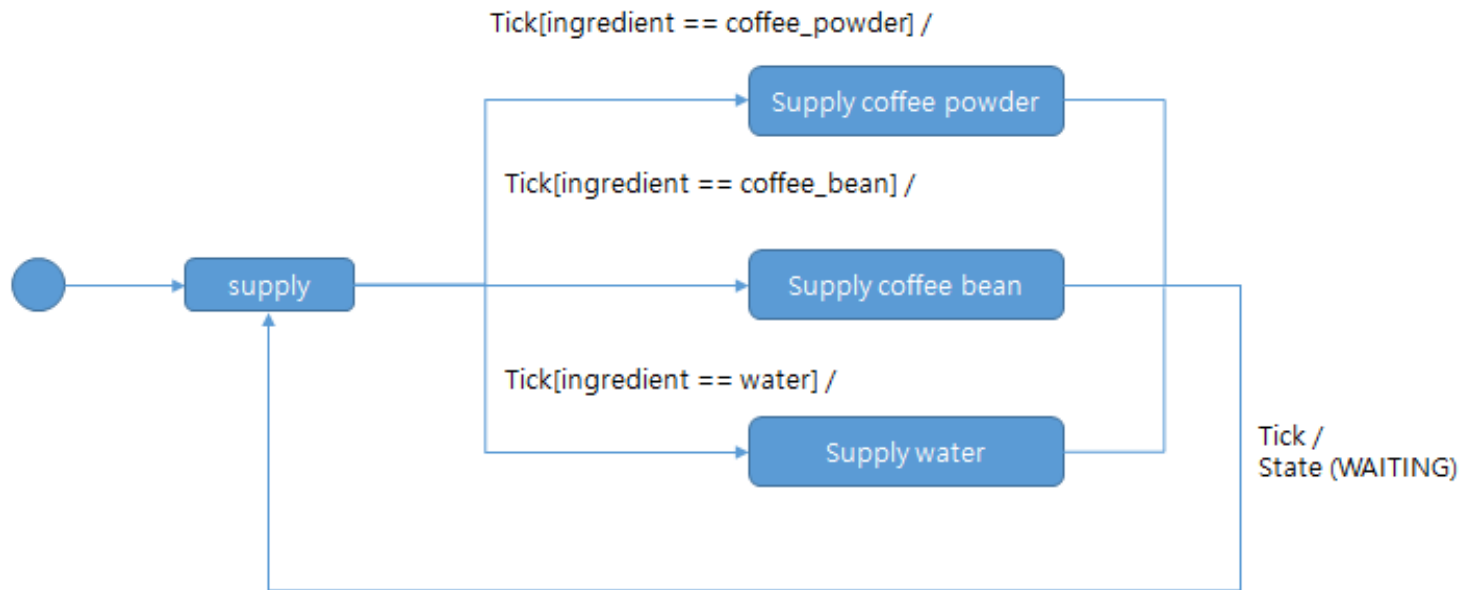 Tick[ingredient == coffee_powder] /
Supply coffee powder
Tick[ingredient == coffee_bean] /
supply
Supply coffee bean
Tick[ingredient == water] /
Supply water
Tick /
State (WAITING)